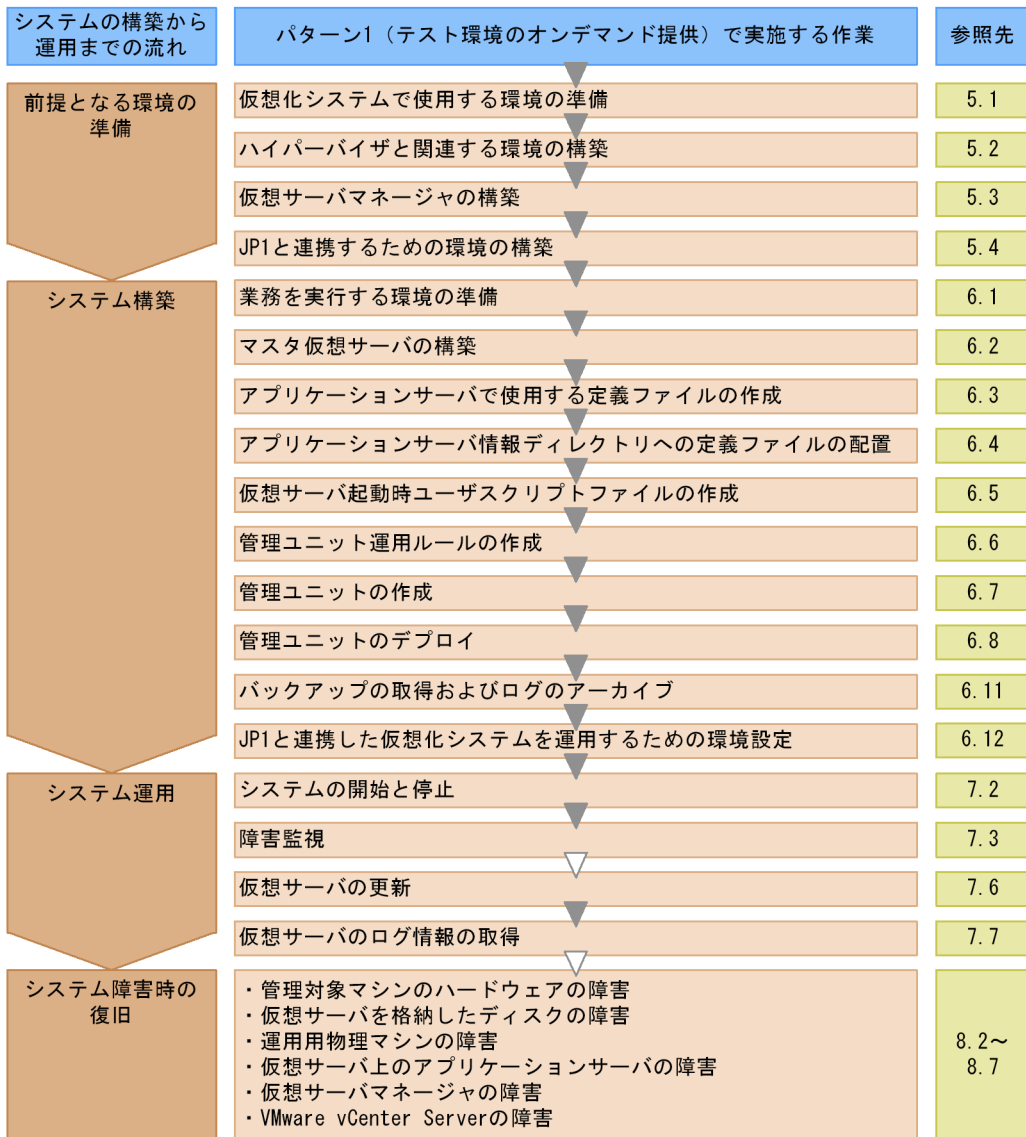 システムの構築から
運用までの流れ
パターン1（テスト環境のオンデマンド提供）で実施する作業
参照先
前提となる環境の
準備
仮想化システムで使用する環境の準備
5.1
ハイパーバイザと関連する環境の構築
5.2
仮想サーバマネージャの構築
5.3
JP1と連携するための環境の構築
5.4
システム構築
業務を実行する環境の準備
6.1
マスタ仮想サーバの構築
6.2
アプリケーションサーバで使用する定義ファイルの作成
6.3
アプリケーションサーバ情報ディレクトリへの定義ファイルの配置
6.4
仮想サーバ起動時ユーザスクリプトファイルの作成
6.5
管理ユニット運用ルールの作成
6.6
管理ユニットの作成
6.7
管理ユニットのデプロイ
6.8
バックアップの取得およびログのアーカイブ
6.11
JP1と連携した仮想化システムを運用するための環境設定
6.12
システム運用
システムの開始と停止
7.2
障害監視
7.3
仮想サーバの更新
7.6
仮想サーバのログ情報の取得
7.7
システム障害時の
復旧
・管理対象マシンのハードウェアの障害
・仮想サーバを格納したディスクの障害
・運用用物理マシンの障害
・仮想サーバ上のアプリケーションサーバの障害
・仮想サーバマネージャの障害
・VMware vCenter Serverの障害
8.2～
8.7